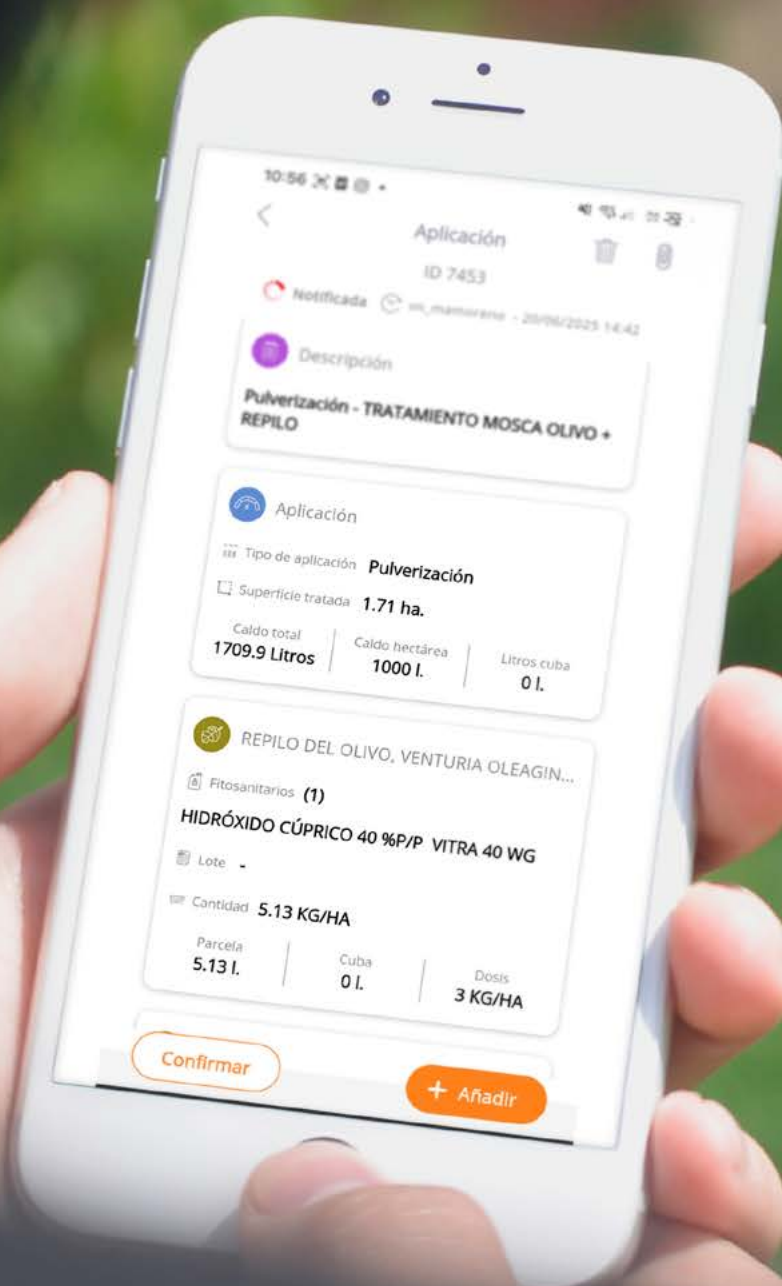 10:56
Aplicación
ID 7453
Notificada m_mamoreno - 20/06/2025 14:42
Descripción
Pulverización - TRATAMIENTO MOSCA OLIVO +
REPILO
Aplicación
Tipo de aplicación Pulverización
Superficie tratada 1.71 ha.
Caldo total Caldo hectárea Litros cuba
1709.9 Litros 1000 l. 0 l.
REPILO DEL OLIVO, VENTURIA OLEAGIN...
Fitosanitarios (1)
HIDRÓXIDO CÚPRICO 40 %P/P VITRA 40 WG
Lote -
Cantidad 5.13 KG/HA
Parcela Cuba Dosis
5.13 l. 0 l. 3 KG/HA
Confirmar
+ Añadir